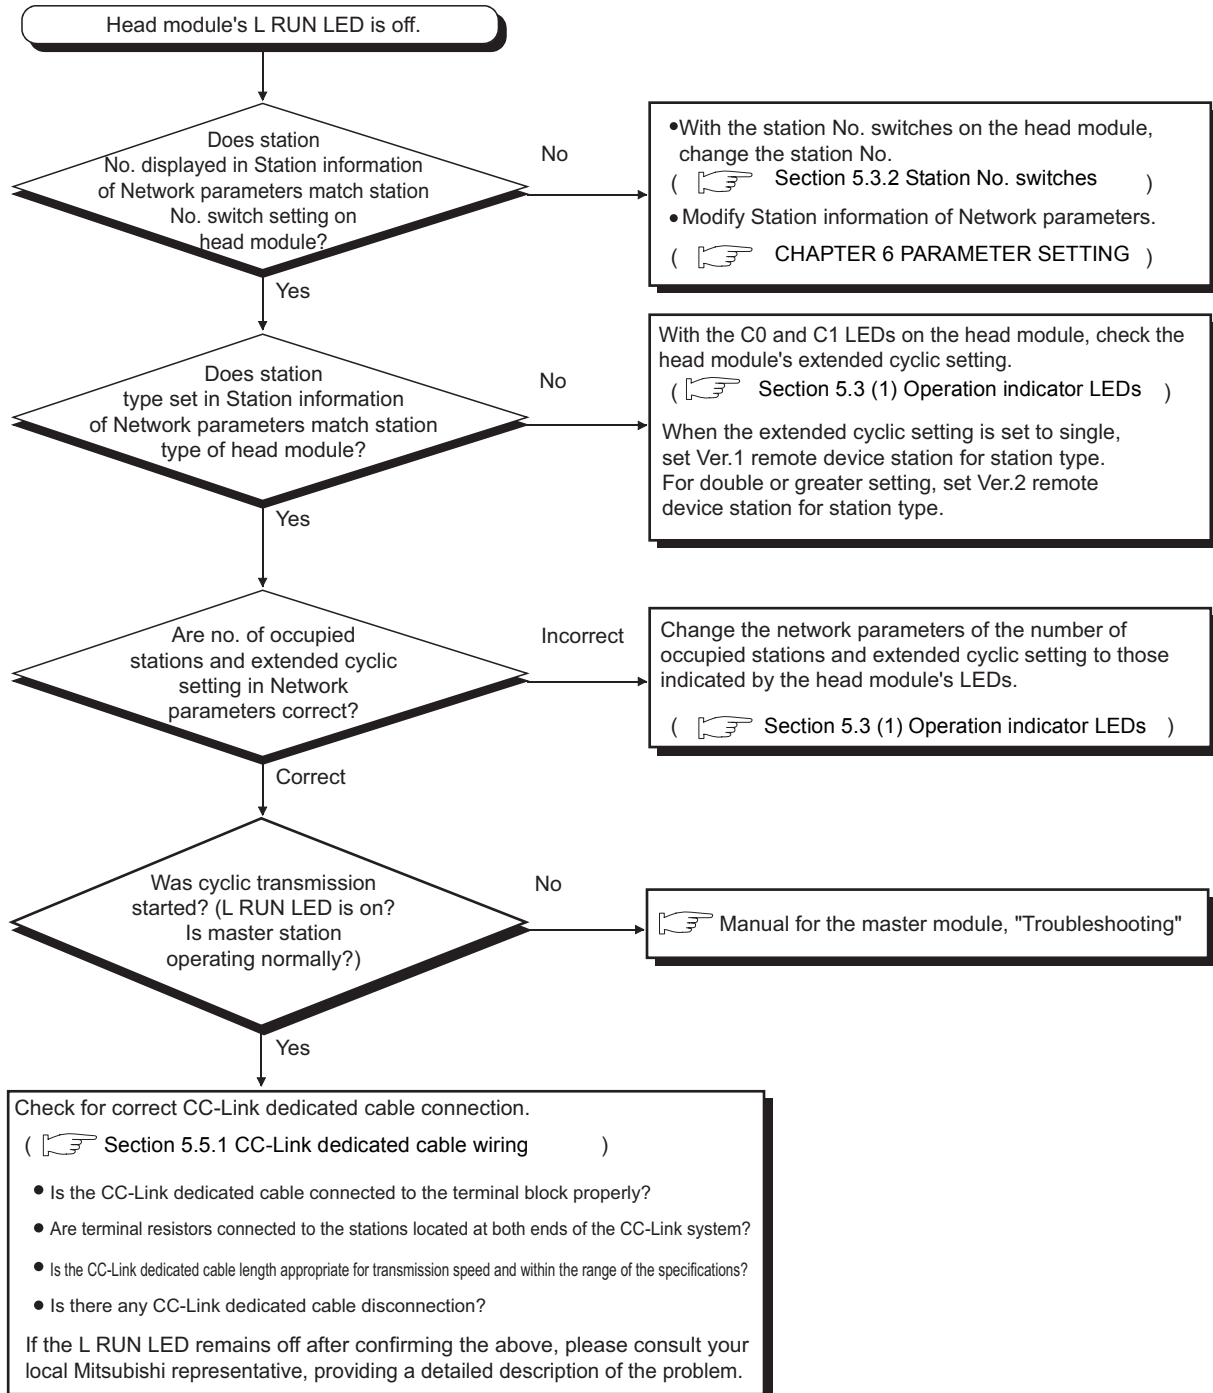 Head module's L RUN LED is off.
Does station
No. displayed in Station information
of Network parameters match station
No. switch setting on
head module?
No
•With the station No. switches on the head module,
change the station No.
( Section 5.3.2 Station No. switches )
•Modify Station information of Network parameters.
( CHAPTER 6 PARAMETER SETTING )
Yes
Does station
type set in Station information
of Network parameters match station
type of head module?
No
With the C0 and C1 LEDs on the head module, check the
head module's extended cyclic setting.
( Section 5.3 (1) Operation indicator LEDs )
When the extended cyclic setting is set to single,
set Ver.1 remote device station for station type.
For double or greater setting, set Ver.2 remote
device station for station type.
Yes
Are no. of occupied
stations and extended cyclic
setting in Network
parameters correct?
Incorrect
Change the network parameters of the number of
occupied stations and extended cyclic setting to those
indicated by the head module's LEDs.
( Section 5.3 (1) Operation indicator LEDs )
Correct
Was cyclic transmission
started? (L RUN LED is on?
Is master station
operating normally?)
No
Manual for the master module, "Troubleshooting"
Yes
Check for correct CC-Link dedicated cable connection.
( Section 5.5.1 CC-Link dedicated cable wiring )
• Is the CC-Link dedicated cable connected to the terminal block properly?
• Are terminal resistors connected to the stations located at both ends of the CC-Link system?
• Is the CC-Link dedicated cable length appropriate for transmission speed and within the range of the specifications?
• Is there any CC-Link dedicated cable disconnection?
If the L RUN LED remains off after confirming the above, please consult your
local Mitsubishi representative, providing a detailed description of the problem.